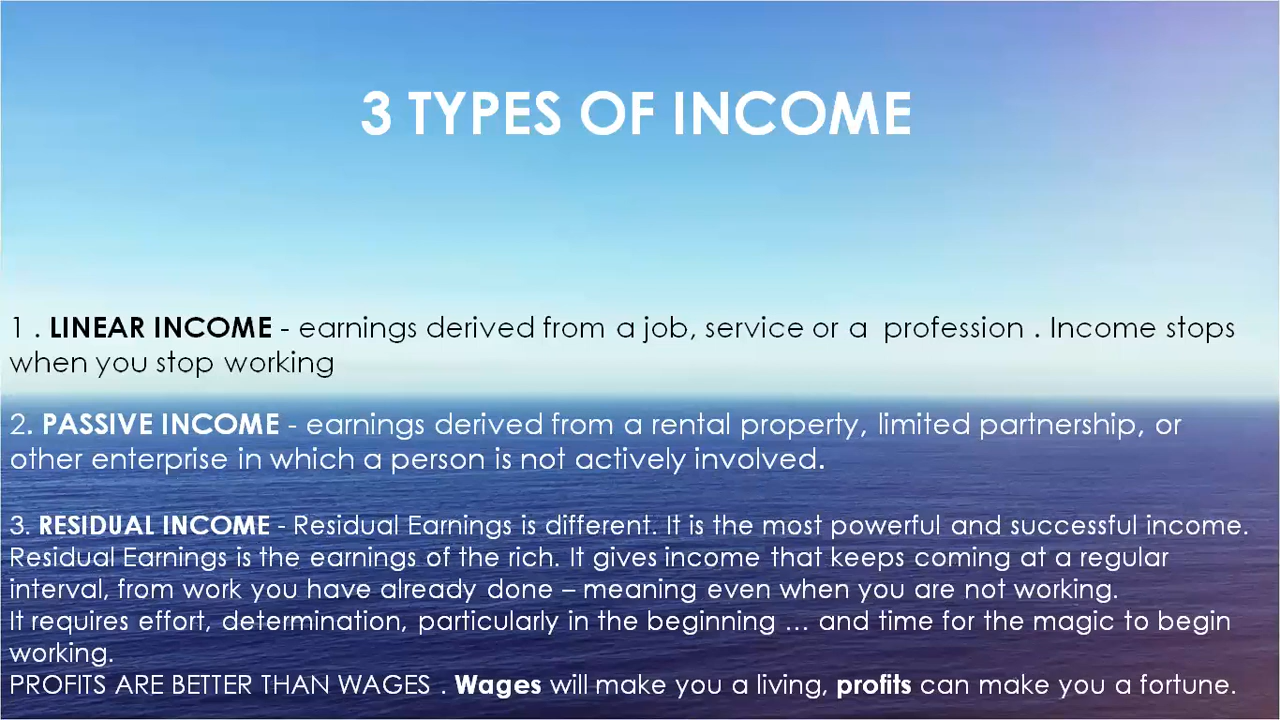 3 TYPES OF INCOME
1 . LINEAR INCOME - earnings derived from a job, service or a profession . Income stops
when you stop working
2. PASSIVE INCOME - earnings derived from a rental property, limited partnership, or
other enterprise in which a person is not actively involved.
3. RESIDUAL INCOME - Residual Earnings is different. It is the most powerful and successful income.
Residual Earnings is the earnings of the rich. It gives income that keeps coming at a regular
interval, from work you have already done – meaning even when you are not working.
It requires effort, determination, particularly in the beginning … and time for the magic to begin
working.
PROFITS ARE BETTER THAN WAGES . Wages will make you a living, profits can make you a fortune.